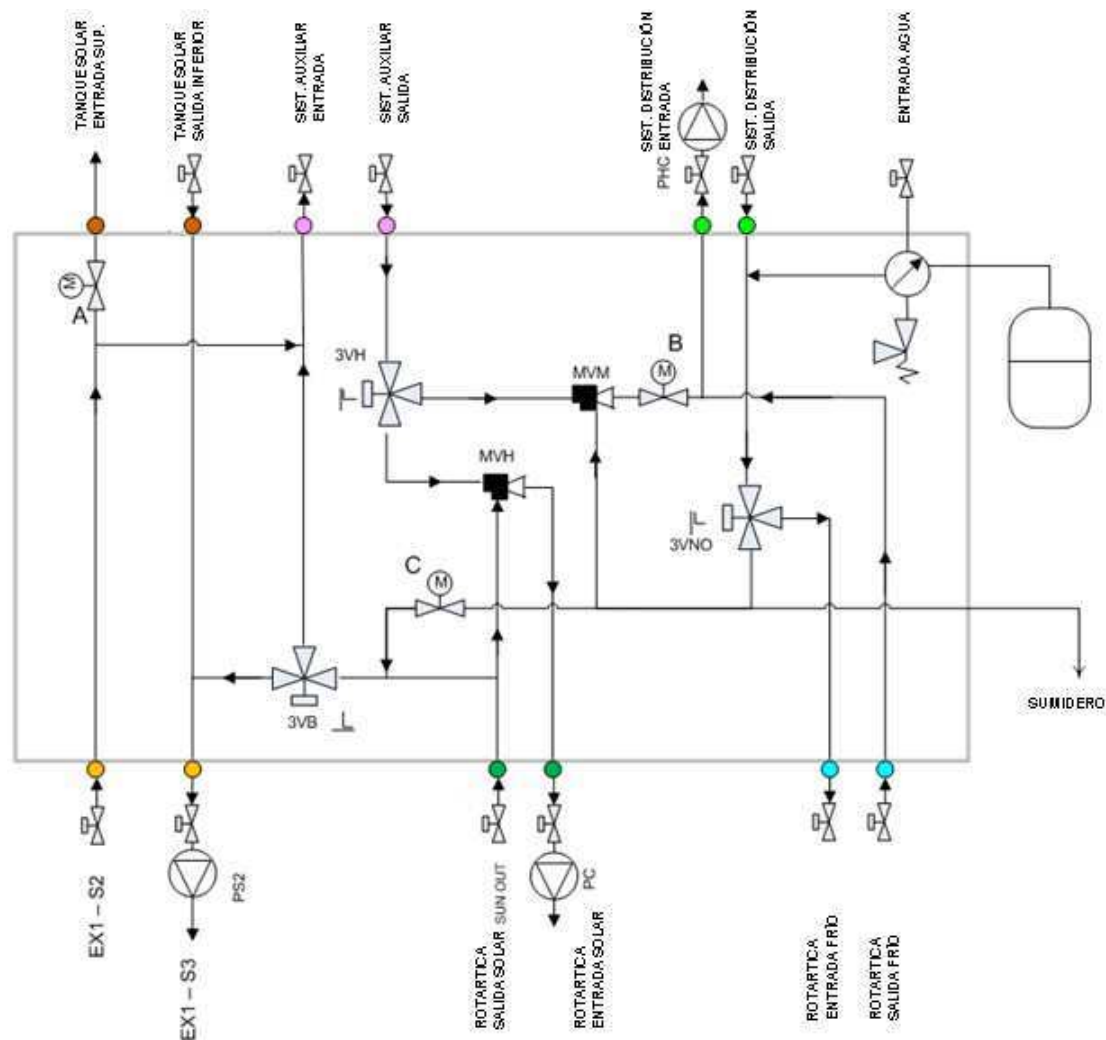 TANQUE SOLAR
ENTRADA SUP.
TANQUE SOLAR
SALIDA INFERIOR
SIST. AUXILIAR
ENTRADA
SIST. AUXILIAR
SALIDA
SIST. DISTRIBUCIÓN
ENTRADA
PHC
SIST. DISTRIBUCIÓN
SALIDA
ENTRADA AGUA
M
A
3VH
MVM
B
M
MVH
3VNO
C
M
3VB
SUMIDERO
EX1 – S2
EX1 – S3
PS2
SUN OUT
ROTARTICA
SALIDA SOLAR
PC
ROTARTICA
ENTRADA SOLAR
ROTARTICA
ENTRADA FRÍO
ROTARTICA
SALIDA FRÍO